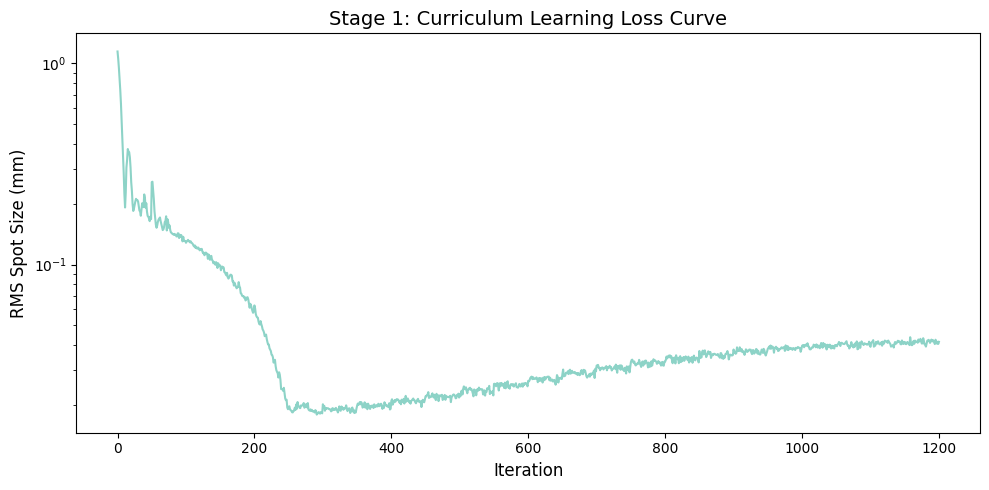 Stage 1: Curriculum Learning Loss Curve
RMS Spot Size (mm)
10⁰
10⁻¹
0 200 400 600 800 1000 1200
Iteration